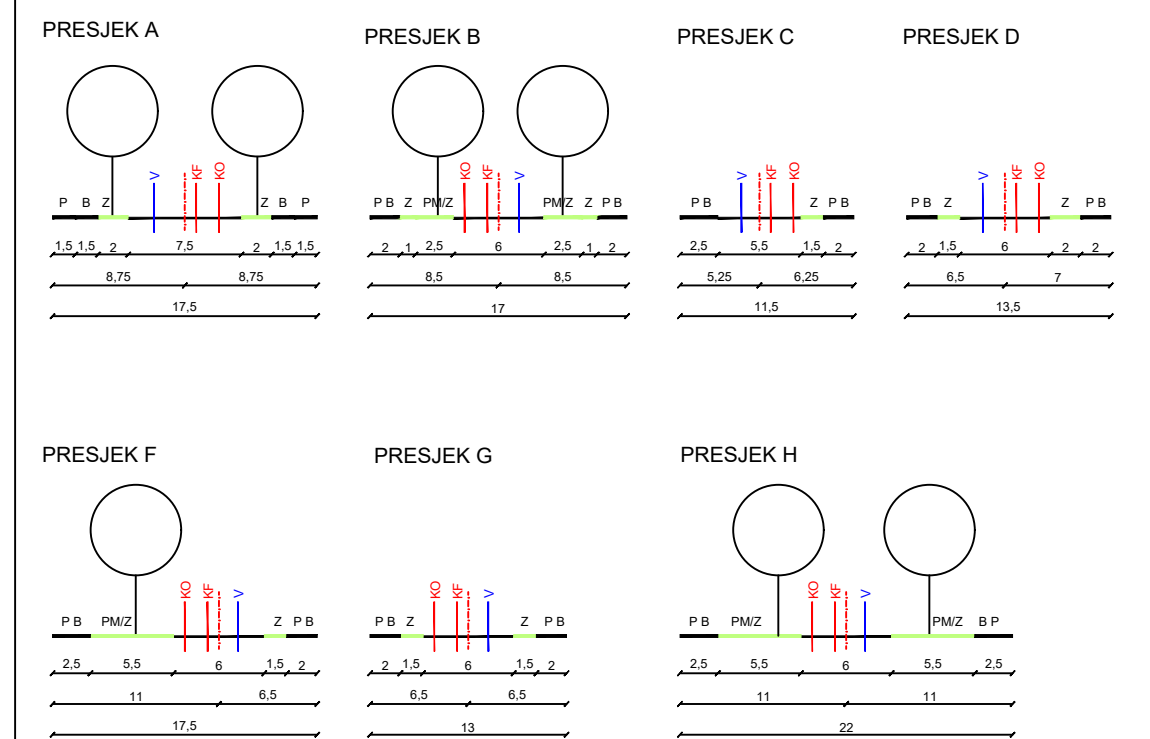 PRESJEK A
V KF KO
P B Z Z B P
1,5 1,5 2 7,5 2 1,5 1,5
8,75 8,75
17,5
PRESJEK B
KO KF V
P B Z PM/Z PM/Z Z P B
2 1 2,5 6 2,5 1 2
8,5 8,5
17
PRESJEK C
V KF KO
P B Z P B
2,5 5,5 1,5 2
5,25 6,25
11,5
PRESJEK D
V KF KO
P B Z Z P B
2 1,5 6 2 2
6,5 7
13,5
PRESJEK F
KO KF V
P B PM/Z Z P B
2,5 5,5 6 1,5 2
11 6,5
17,5
PRESJEK G
KO KF V
P B Z Z P B
2 1,5 6 1,5 2
6,5 6,5
13
PRESJEK H
KO KF V
P B PM/Z PM/Z B P
2,5 5,5 6 5,5 2,5
11 11
22